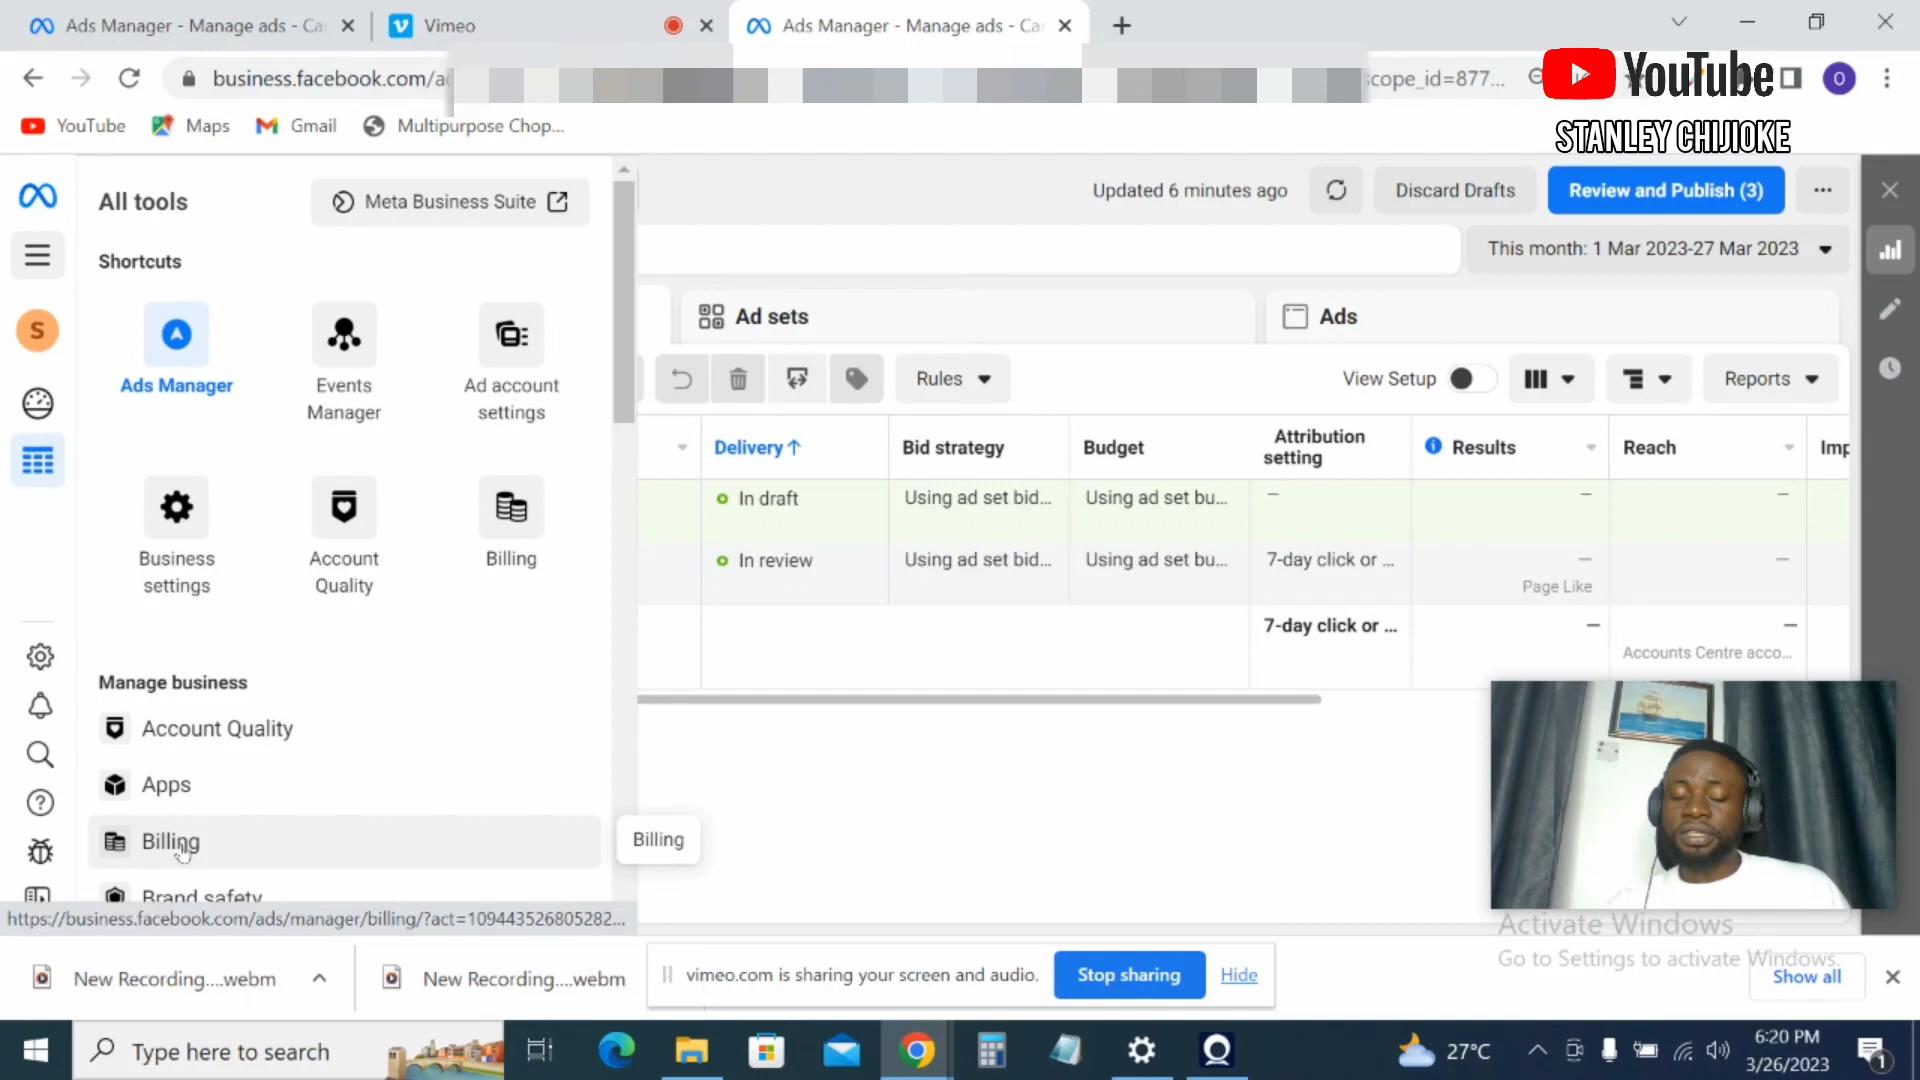 Ads Manager - Manage ads - Ca
Vimeo
Ads Manager - Manage ads - Ca
business.facebook.com/a
scope_id=877...
O
YouTube
STANLEY CHIJIOKE
YouTube
Maps
Gmail
Multipurpose Chop...
All tools
Meta Business Suite
Updated 6 minutes ago
Discard Drafts
Review and Publish (3)
Shortcuts
This month: 1 Mar 2023-27 Mar 2023
S
Ads Manager
Events
Manager
Ad account
settings
Ad sets
Ads
Rules
View Setup
Reports
Delivery↑
Bid strategy
Budget
Attribution
setting
Results
Reach
Imp
In draft
Using ad set bid...
Using ad set bu...
—
—
—
In review
Using ad set bid...
Using ad set bu...
7-day click or ...
—
—
Page Like
7-day click or ...
—
—
Accounts Centre acco...
Business
settings
Account
Quality
Billing
Manage business
Account Quality
Apps
Billing
Billing
Brand safety
https://business.facebook.com/ads/manager/billing/?act=109443526805282...
Activate Windows
Go to Settings to activate Windows.
New Recording....webm
New Recording....webm
vimeo.com is sharing your screen and audio.
Stop sharing
Hide
Show all
Type here to search
27°C
6:20 PM
3/26/2023
1